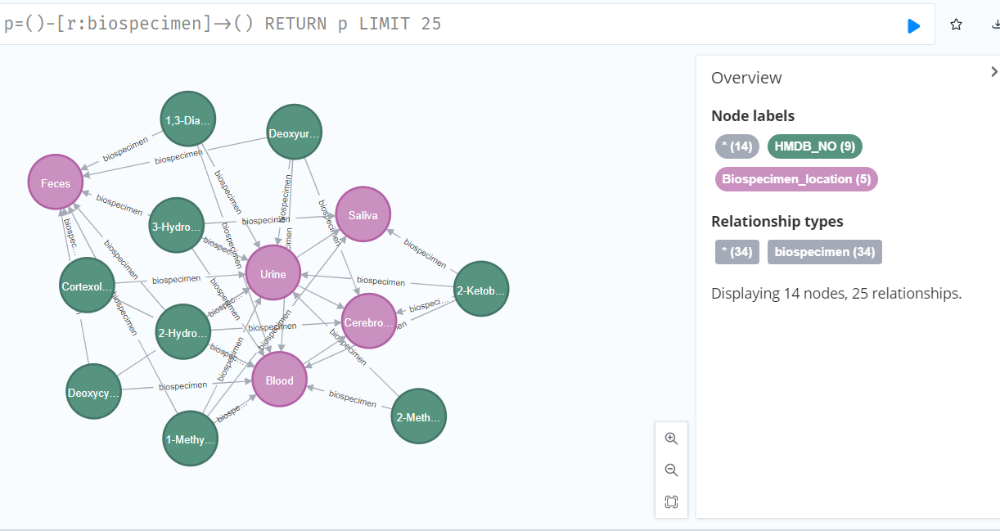 p=()-[r:biospecimen]->() RETURN p LIMIT 25
Overview
Node labels
* (14) HMDB_NO (9)
Biospecimen_location (5)
Relationship types
* (34) biospecimen (34)
Displaying 14 nodes, 25 relationships.
1,3-Dia...
Deoxyur...
biospecimen
biospecimen
Feces
biospecimen
biospecimen
biospecimen
biospecimen
3-Hydro...
biospecimen
Saliva
biospec...
biospecimen
biospecimen
biospecimen
Urine
biospecimen
Cortexol...
biospecimen
biospecimen
2-Ketob...
biospecimen
biospecimen
biospec...
biospeci...
2-Hydro...
biospecimen
Cerebro...
biospecimen
biospec...
biospecimen
biospecimen
Deoxycy...
biospecimen
Blood
biospecimen
biospe...
2-Meth...
1-Methy...